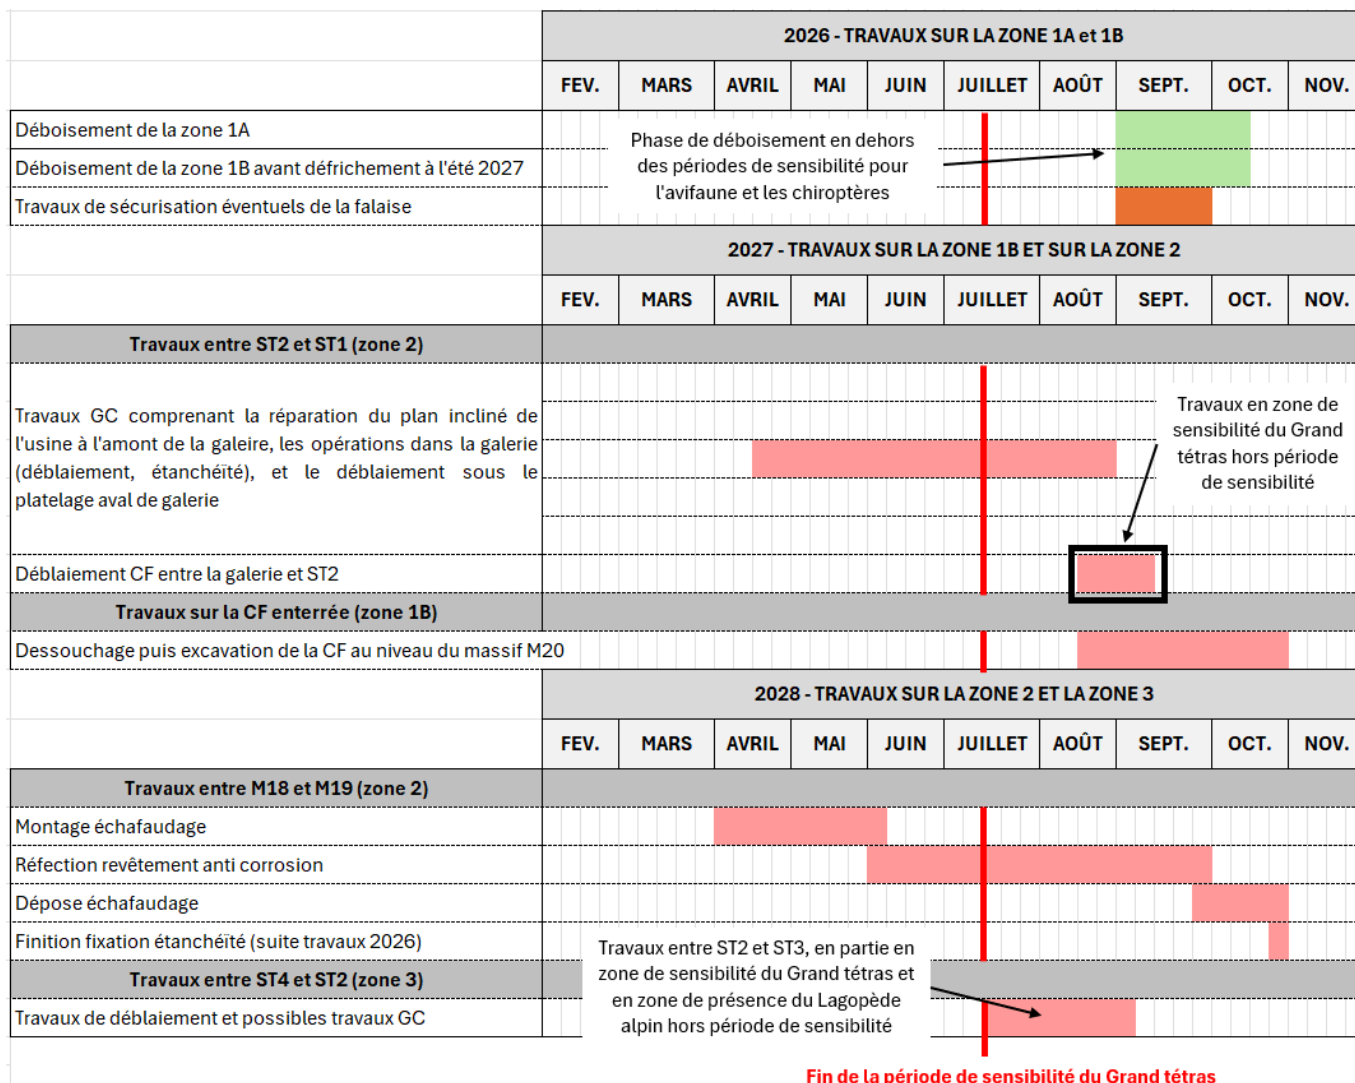 2026 - TRAVAUX SUR LA ZONE 1A et 1B
FEV. MARS AVRIL MAI JUIN JUILLET AOÛT SEPT. OCT. NOV.
Déboisement de la zone 1A
Déboisement de la zone 1B avant défrichement à l'été 2027
Travaux de sécurisation éventuels de la falaise
Phase de déboisement en dehors
des périodes de sensibilité pour
l'avifaune et les chiroptères
2027 - TRAVAUX SUR LA ZONE 1B ET SUR LA ZONE 2
FEV. MARS AVRIL MAI JUIN JUILLET AOÛT SEPT. OCT. NOV.
Travaux entre ST2 et ST1 (zone 2)
Travaux GC comprenant la réparation du plan incliné de
l'usine à l'amont de la galeire, les opérations dans la galerie
(déblaiement, étanchéïté), et le déblaiement sous le
platelage aval de galerie
Travaux en zone de
sensibilité du Grand
tétras hors période
de sensibilité
Déblaiement CF entre la galerie et ST2
Travaux sur la CF enterrée (zone 1B)
Dessouchage puis excavation de la CF au niveau du massif M20
2028 - TRAVAUX SUR LA ZONE 2 ET LA ZONE 3
FEV. MARS AVRIL MAI JUIN JUILLET AOÛT SEPT. OCT. NOV.
Travaux entre M18 et M19 (zone 2)
Montage échafaudage
Réfection revêtement anti corrosion
Dépose échafaudage
Finition fixation étanchéïté (suite travaux 2026)
Travaux entre ST4 et ST2 (zone 3)
Travaux de déblaiement et possibles travaux GC
Travaux entre ST2 et ST3, en partie en
zone de sensibilité du Grand tétras et
en zone de présence du Lagopède
alpin hors période de sensibilité
Fin de la période de sensibilité du Grand tétras